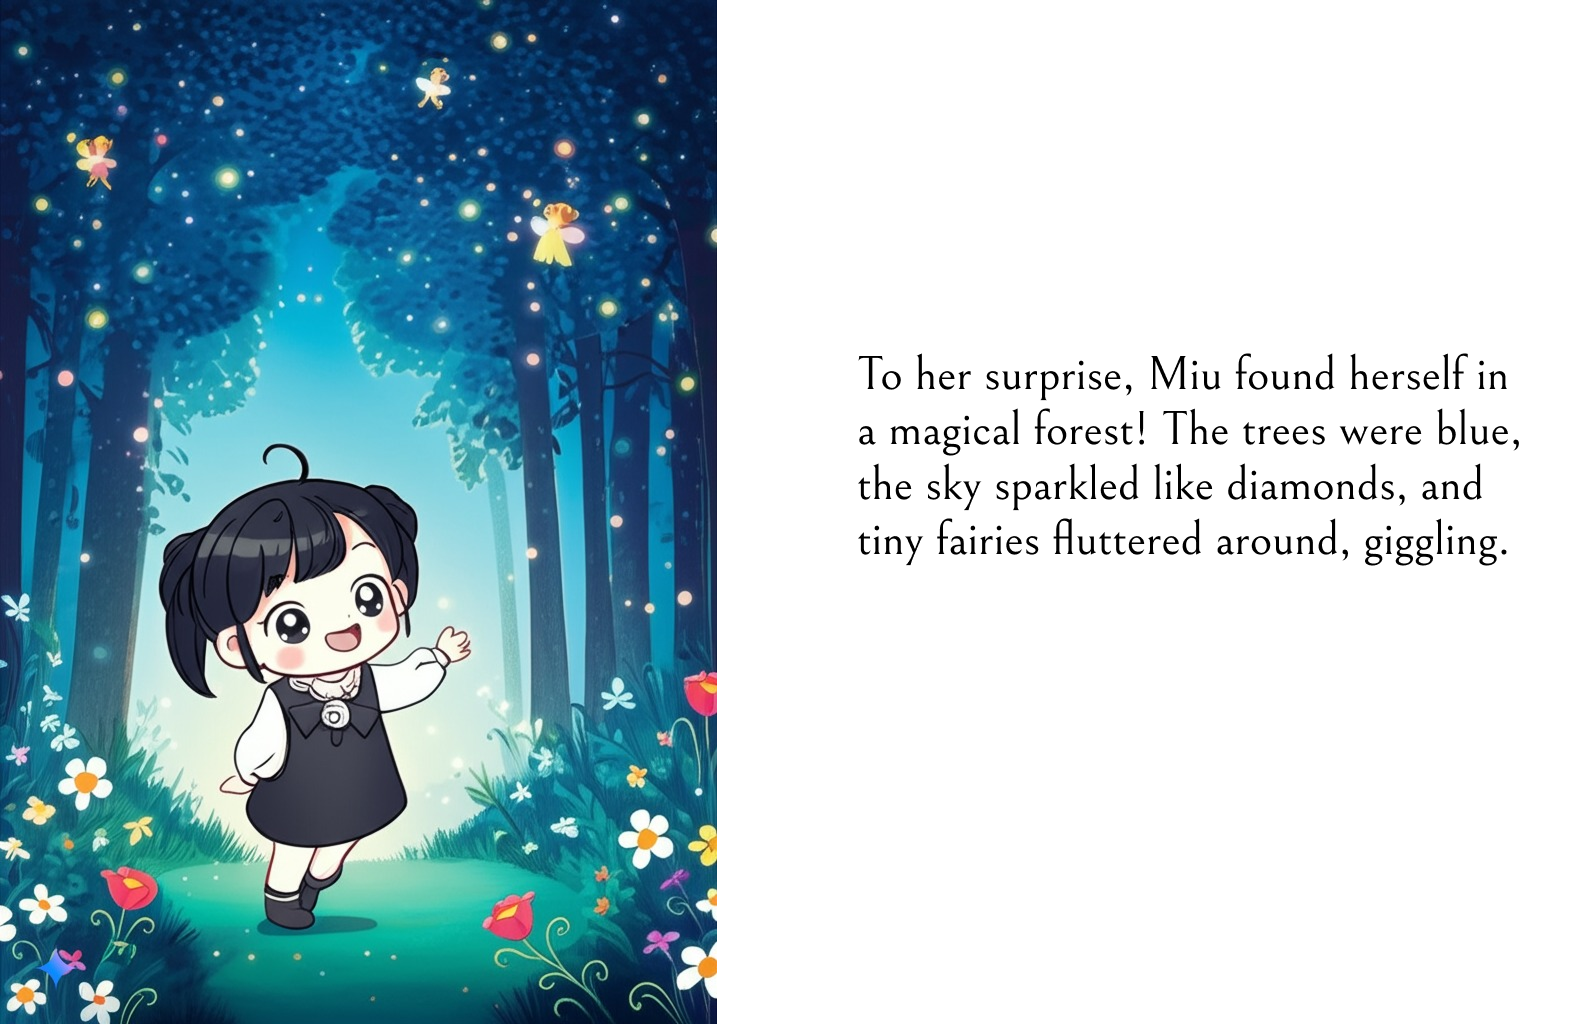 To her surprise, Miu found herself in
a magical forest! The trees were blue,
the sky sparkled like diamonds, and
tiny fairies fluttered around, giggling.